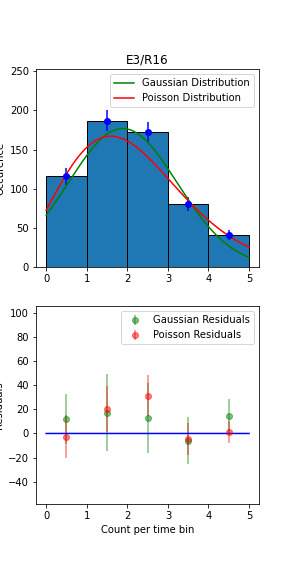 E3/R16
250
200
150
100
50
0
Gaussian Distribution
Poisson Distribution
0 1 2 3 4 5
100
80
60
40
20
0
−20
−40
Gaussian Residuals
Poisson Residuals
0 1 2 3 4 5
Count per time bin